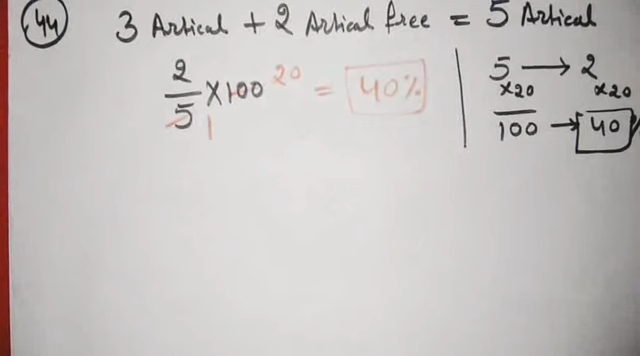 44 3 Artical + 2 Artical free = 5 Artical
2/5 × 100 20 = 40%
1
5 → 2
×20 ×20
100 → 40